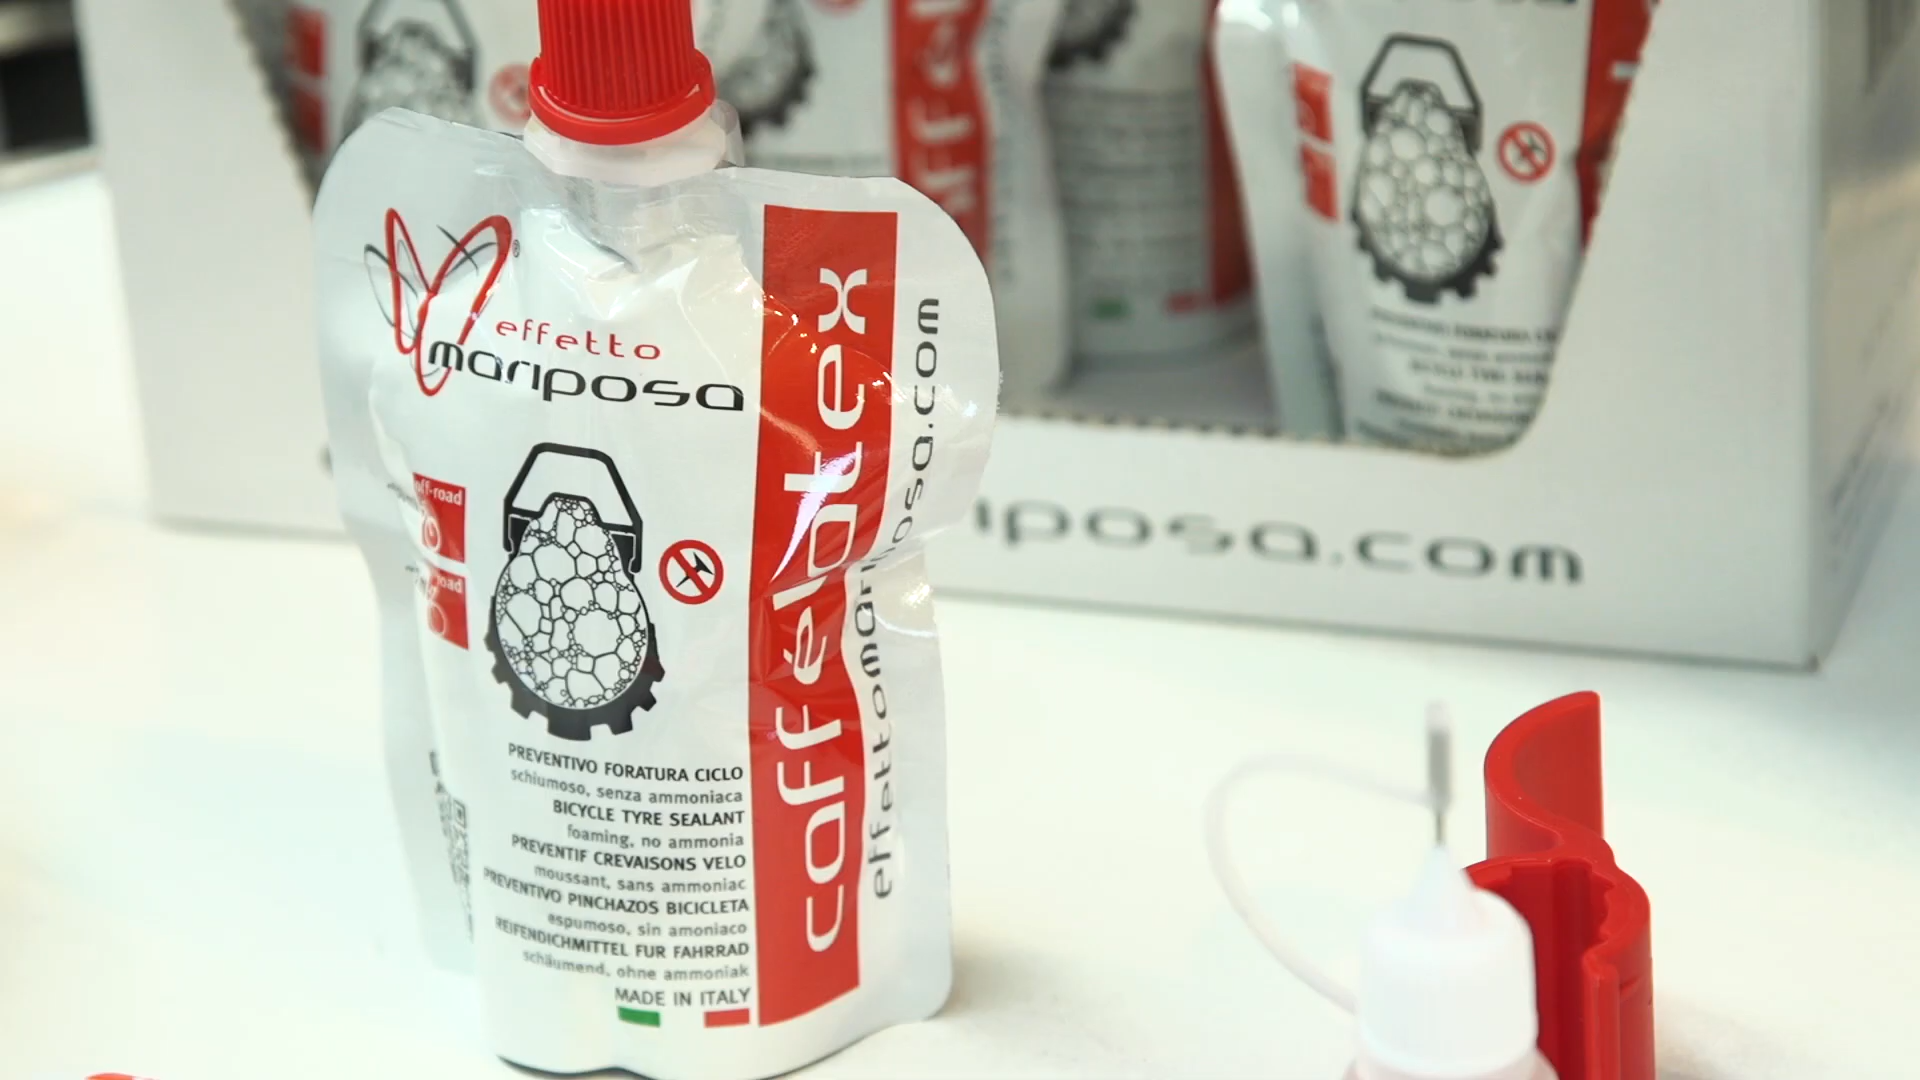 effetto
mariposa
®
off-road
road
PREVENTIVO FORATURA CICLO
schiumoso, senza ammoniaca
BICYCLE TYRE SEALANT
foaming, no ammonia
PREVENTIF CREVAISONS VELO
moussant, sans ammoniac
PREVENTIVO PINCHAZOS BICICLETA
espumoso, sin amoniaco
REIFENDICHMITTEL FUR FAHRRAD
schäumend, ohne ammoniak
MADE IN ITALY
caffélatex
effettomariposa.com
iposa.com